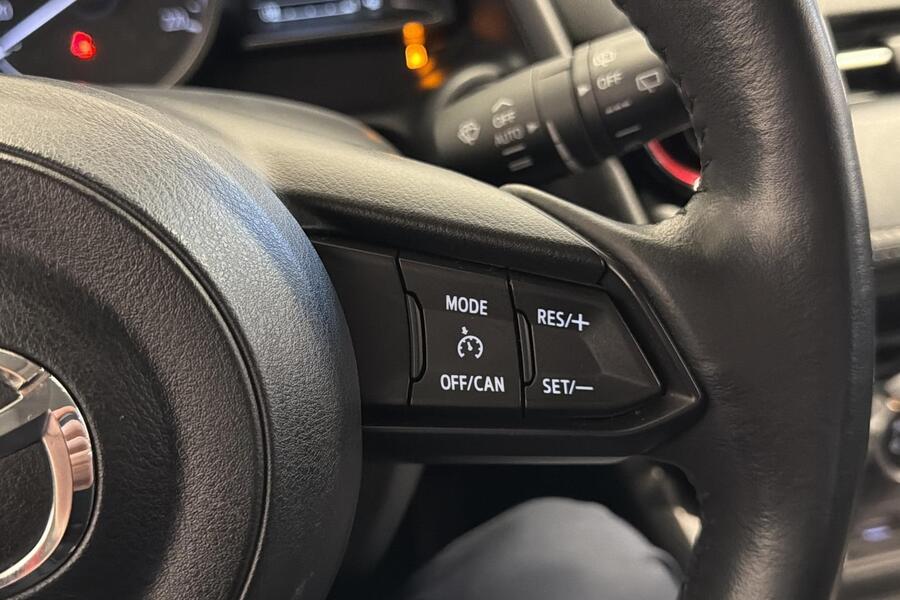 OFF
OFF
AUTO
MODE
OFF/CAN
RES/+
SET/−